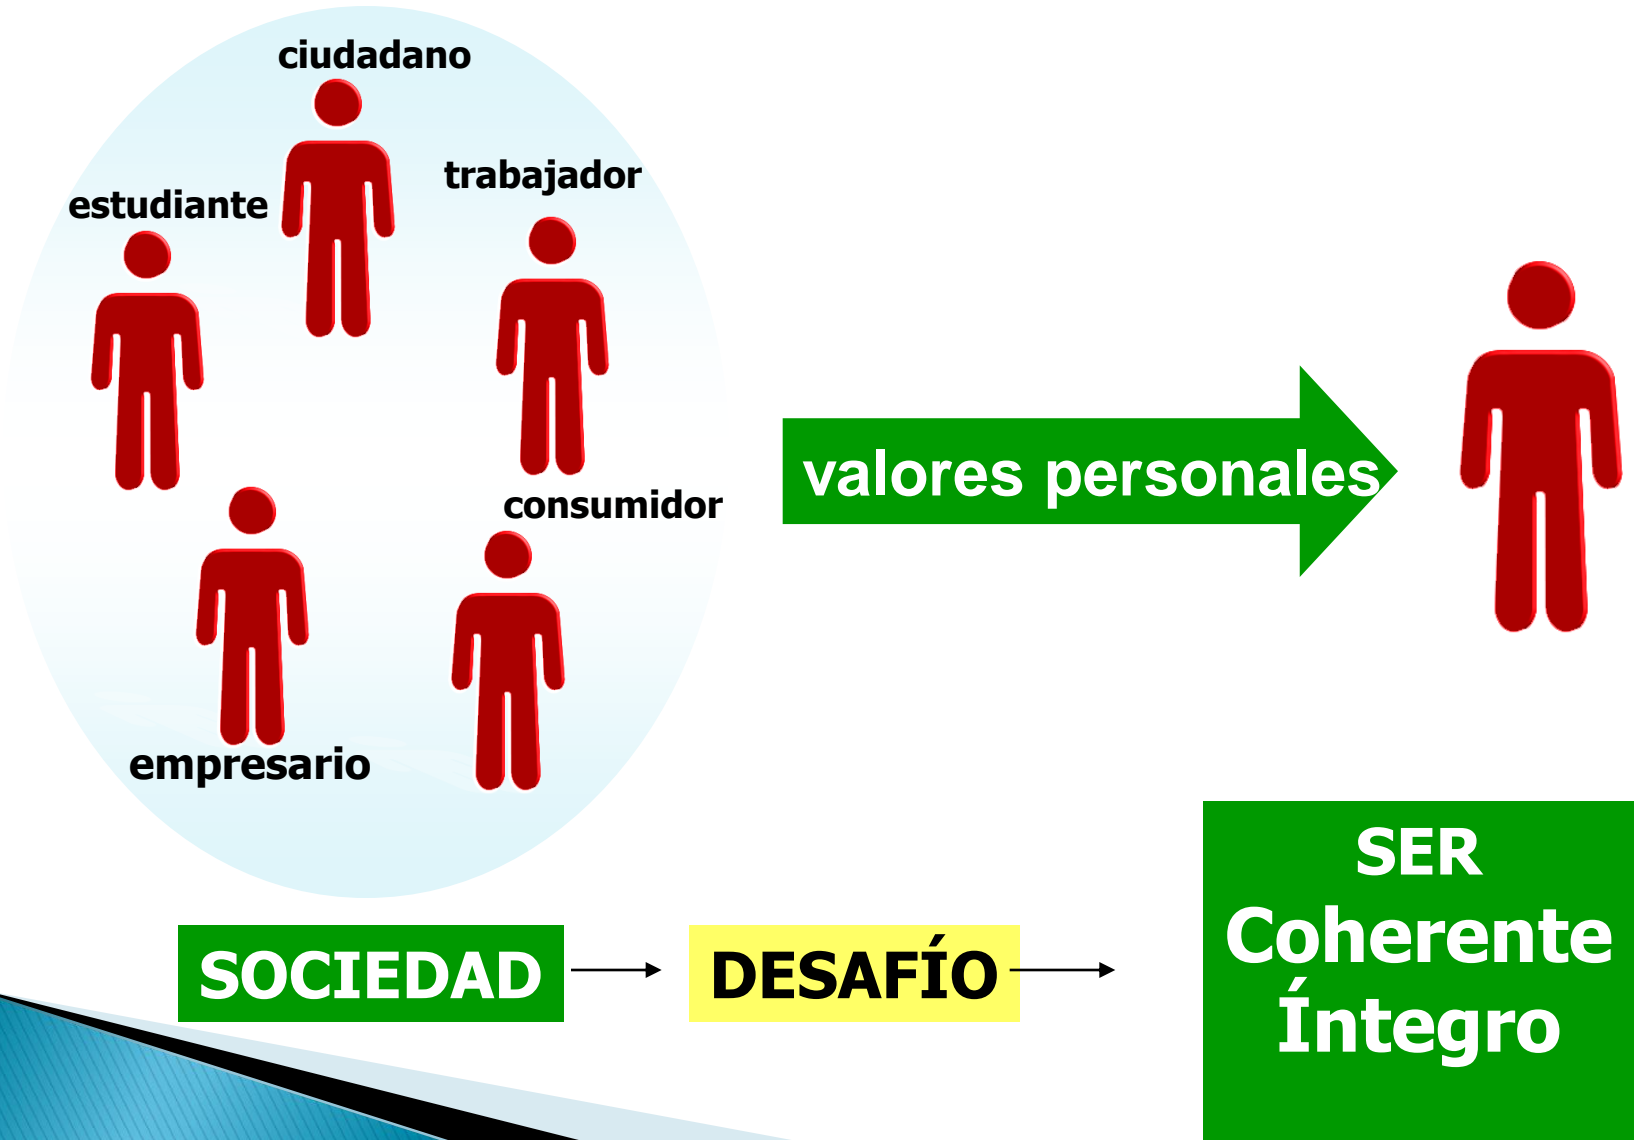 ciudadano
trabajador
estudiante
valores personales
consumidor
empresario
SOCIEDAD
DESAFÍO
SER
Coherente
Íntegro